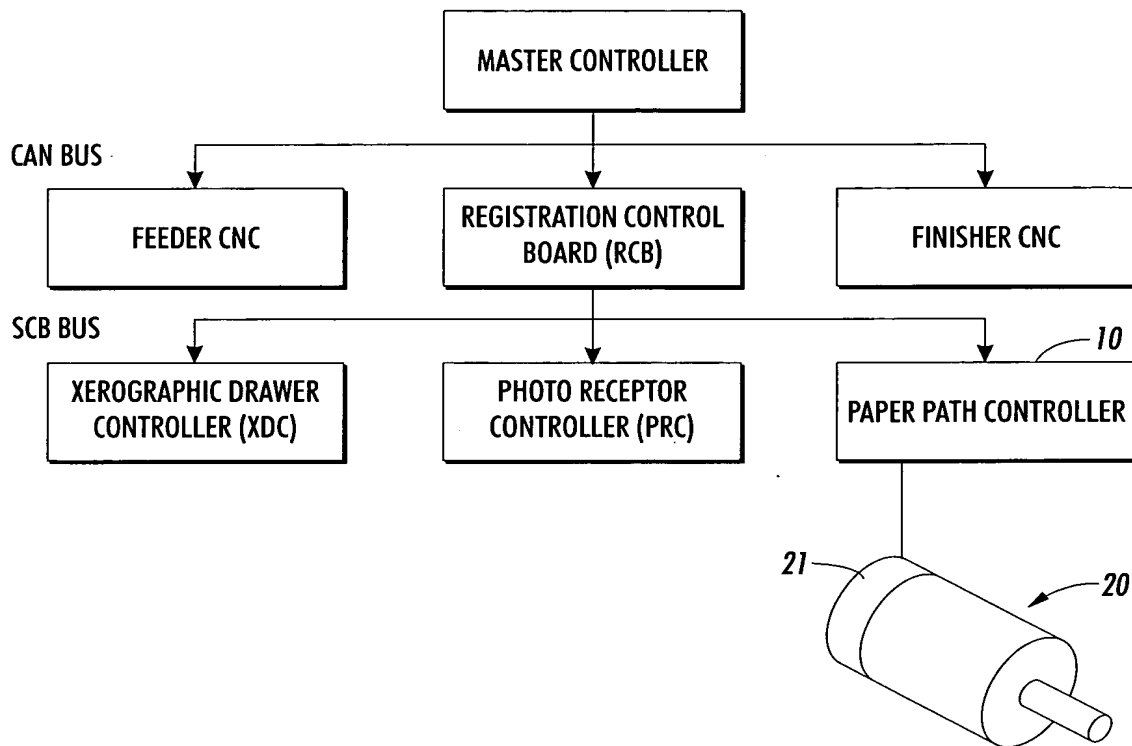 MASTER CONTROLLER
CAN BUS
FEEDER CNC
REGISTRATION CONTROL
BOARD (RCB)
FINISHER CNC
SCB BUS
10
XEROGRAPHIC DRAWER
CONTROLLER (XDC)
PHOTO RECEPTOR
CONTROLLER (PRC)
PAPER PATH CONTROLLER
21
20